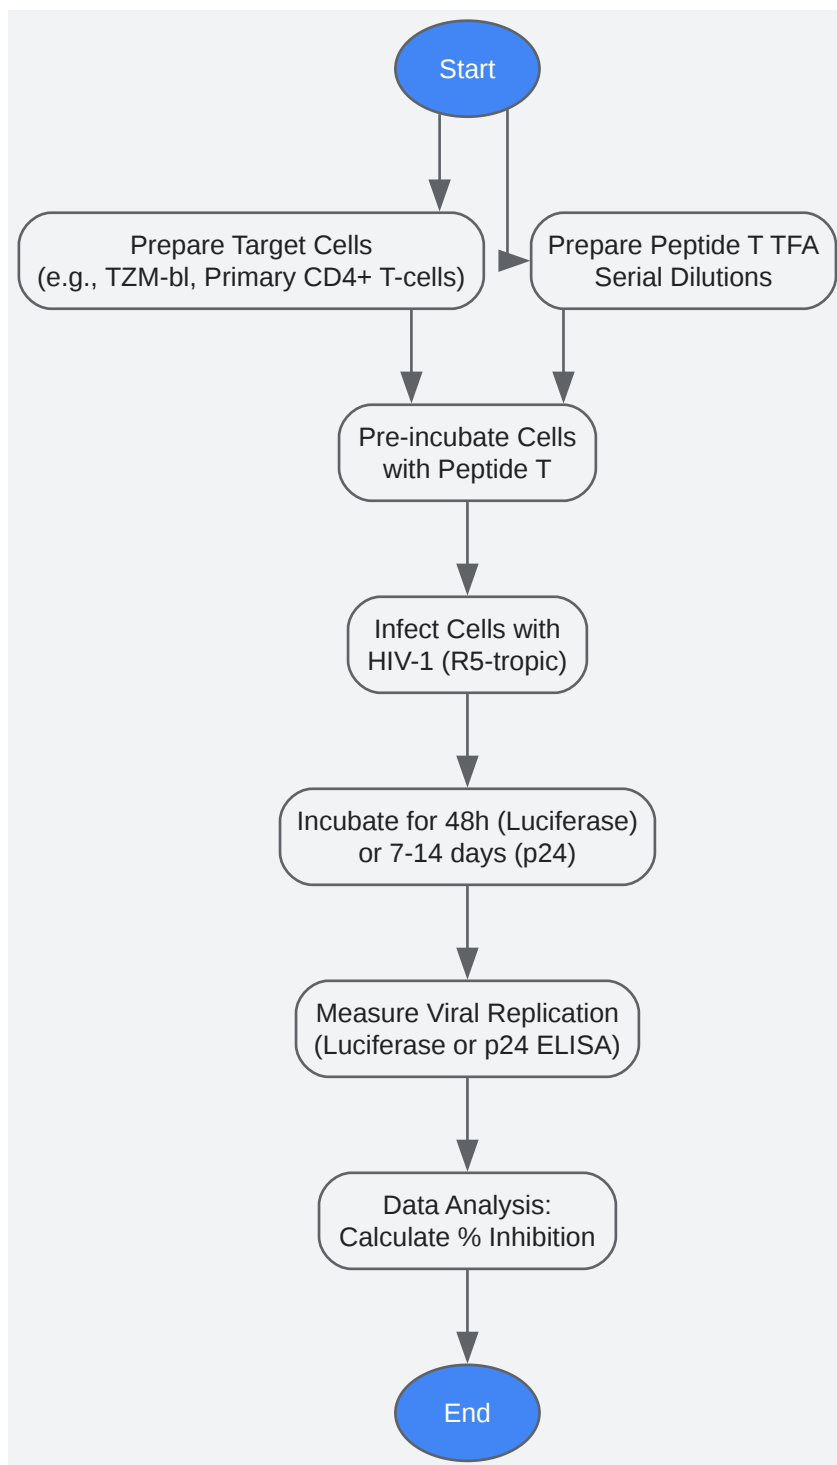 Start
Prepare Target Cells
(e.g., TZM-bl, Primary CD4+ T-cells)
Prepare Peptide T TFA
Serial Dilutions
Pre-incubate Cells
with Peptide T
Infect Cells with
HIV-1 (R5-tropic)
Incubate for 48h (Luciferase)
or 7-14 days (p24)
Measure Viral Replication
(Luciferase or p24 ELISA)
Data Analysis:
Calculate % Inhibition
End